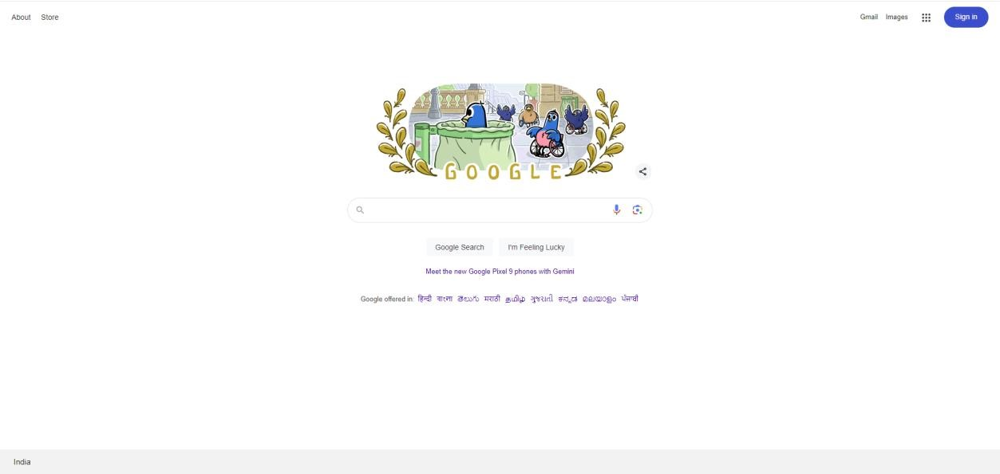 About Store
Gmail Images Sign in
GOOGLE
Google Search I'm Feeling Lucky
Meet the new Google Pixel 9 phones with Gemini
Google offered in: हिन्दी বাংলা తెలుగు मराठी தமிழ் ગુજરાતી ಕನ್ನಡ മലയാളം ਪੰਜਾਬੀ
India